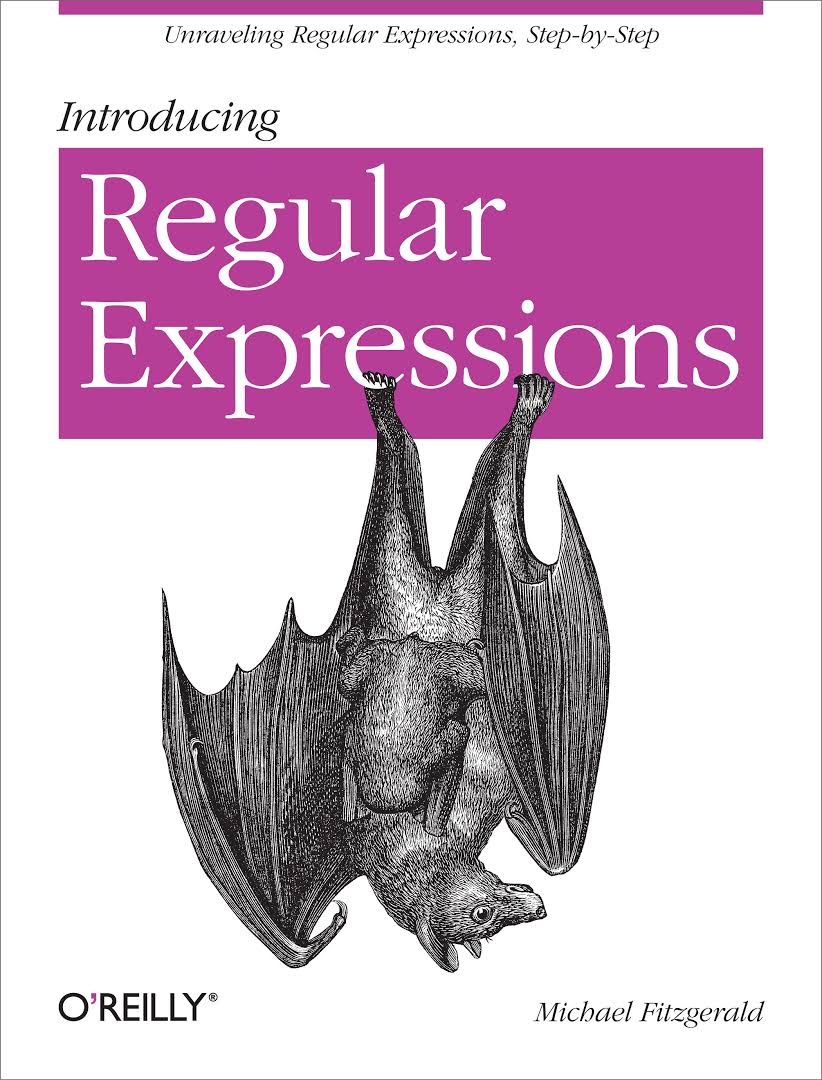 Unraveling Regular Expressions, Step-by-Step
Introducing
Regular
Expressions
O'REILLY®
Michael Fitzgerald